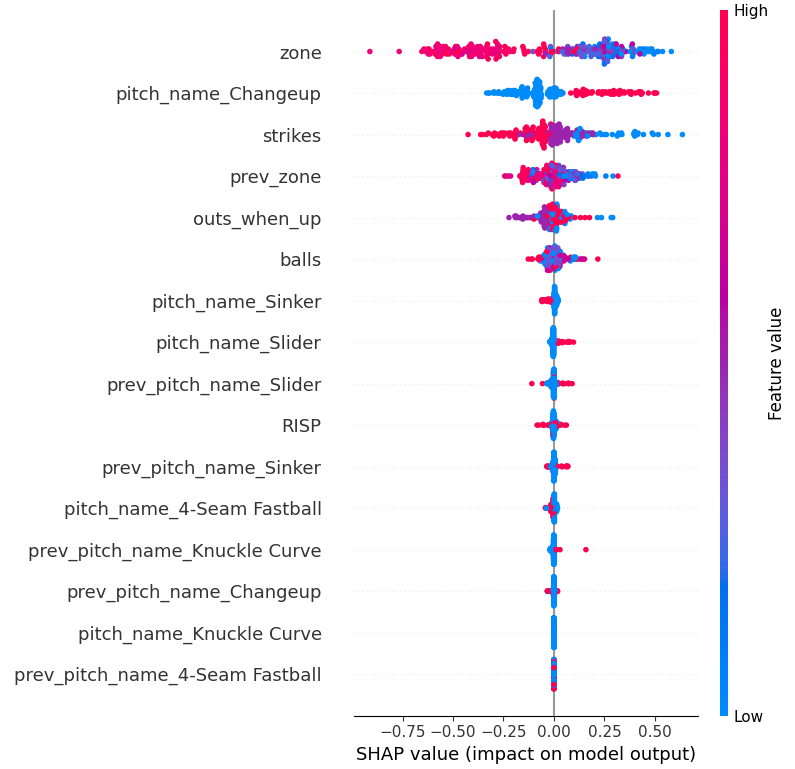 High
zone
pitch_name_Changeup
strikes
prev_zone
outs_when_up
balls
pitch_name_Sinker
pitch_name_Slider
prev_pitch_name_Slider
RISP
prev_pitch_name_Sinker
pitch_name_4-Seam Fastball
prev_pitch_name_Knuckle Curve
prev_pitch_name_Changeup
pitch_name_Knuckle Curve
prev_pitch_name_4-Seam Fastball
Feature value
Low
−0.75 −0.50 −0.25 0.00 0.25 0.50
SHAP value (impact on model output)